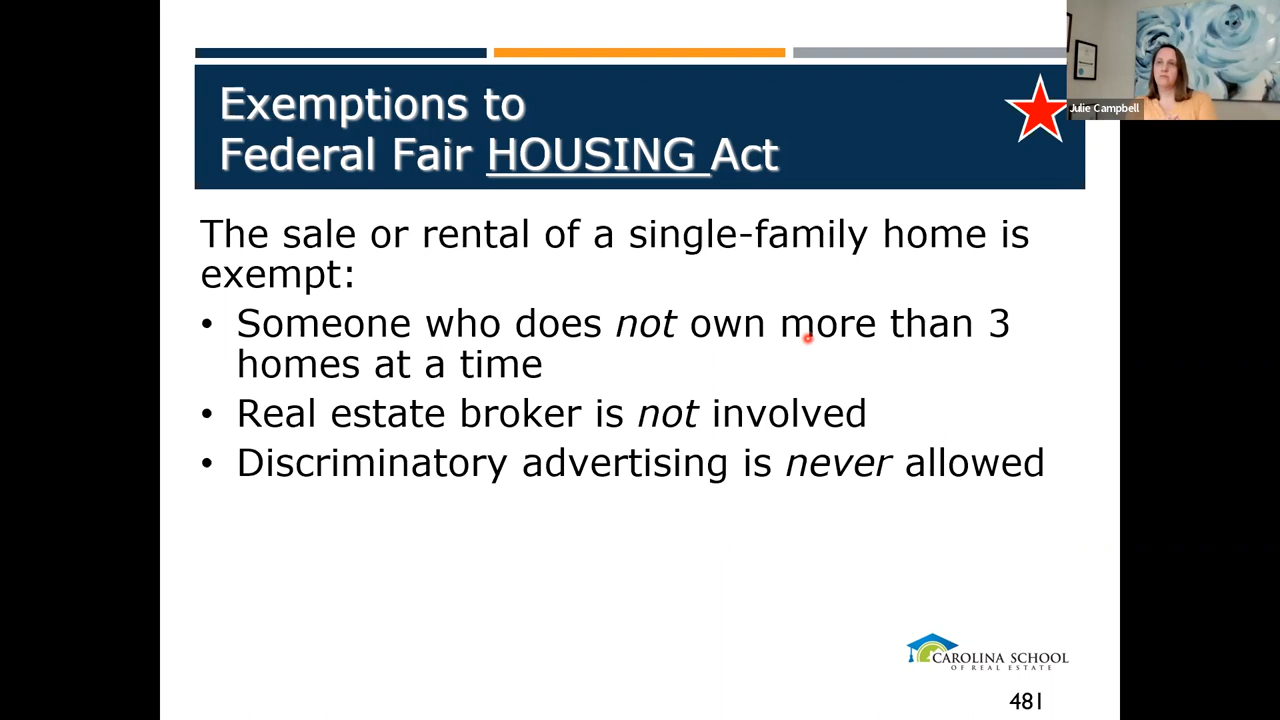 Exemptions to
Federal Fair HOUSING Act
Julie Campbell
The sale or rental of a single-family home is
exempt:
• Someone who does not own more than 3
homes at a time
• Real estate broker is not involved
• Discriminatory advertising is never allowed
CAROLINA SCHOOL
OF REAL ESTATE
481